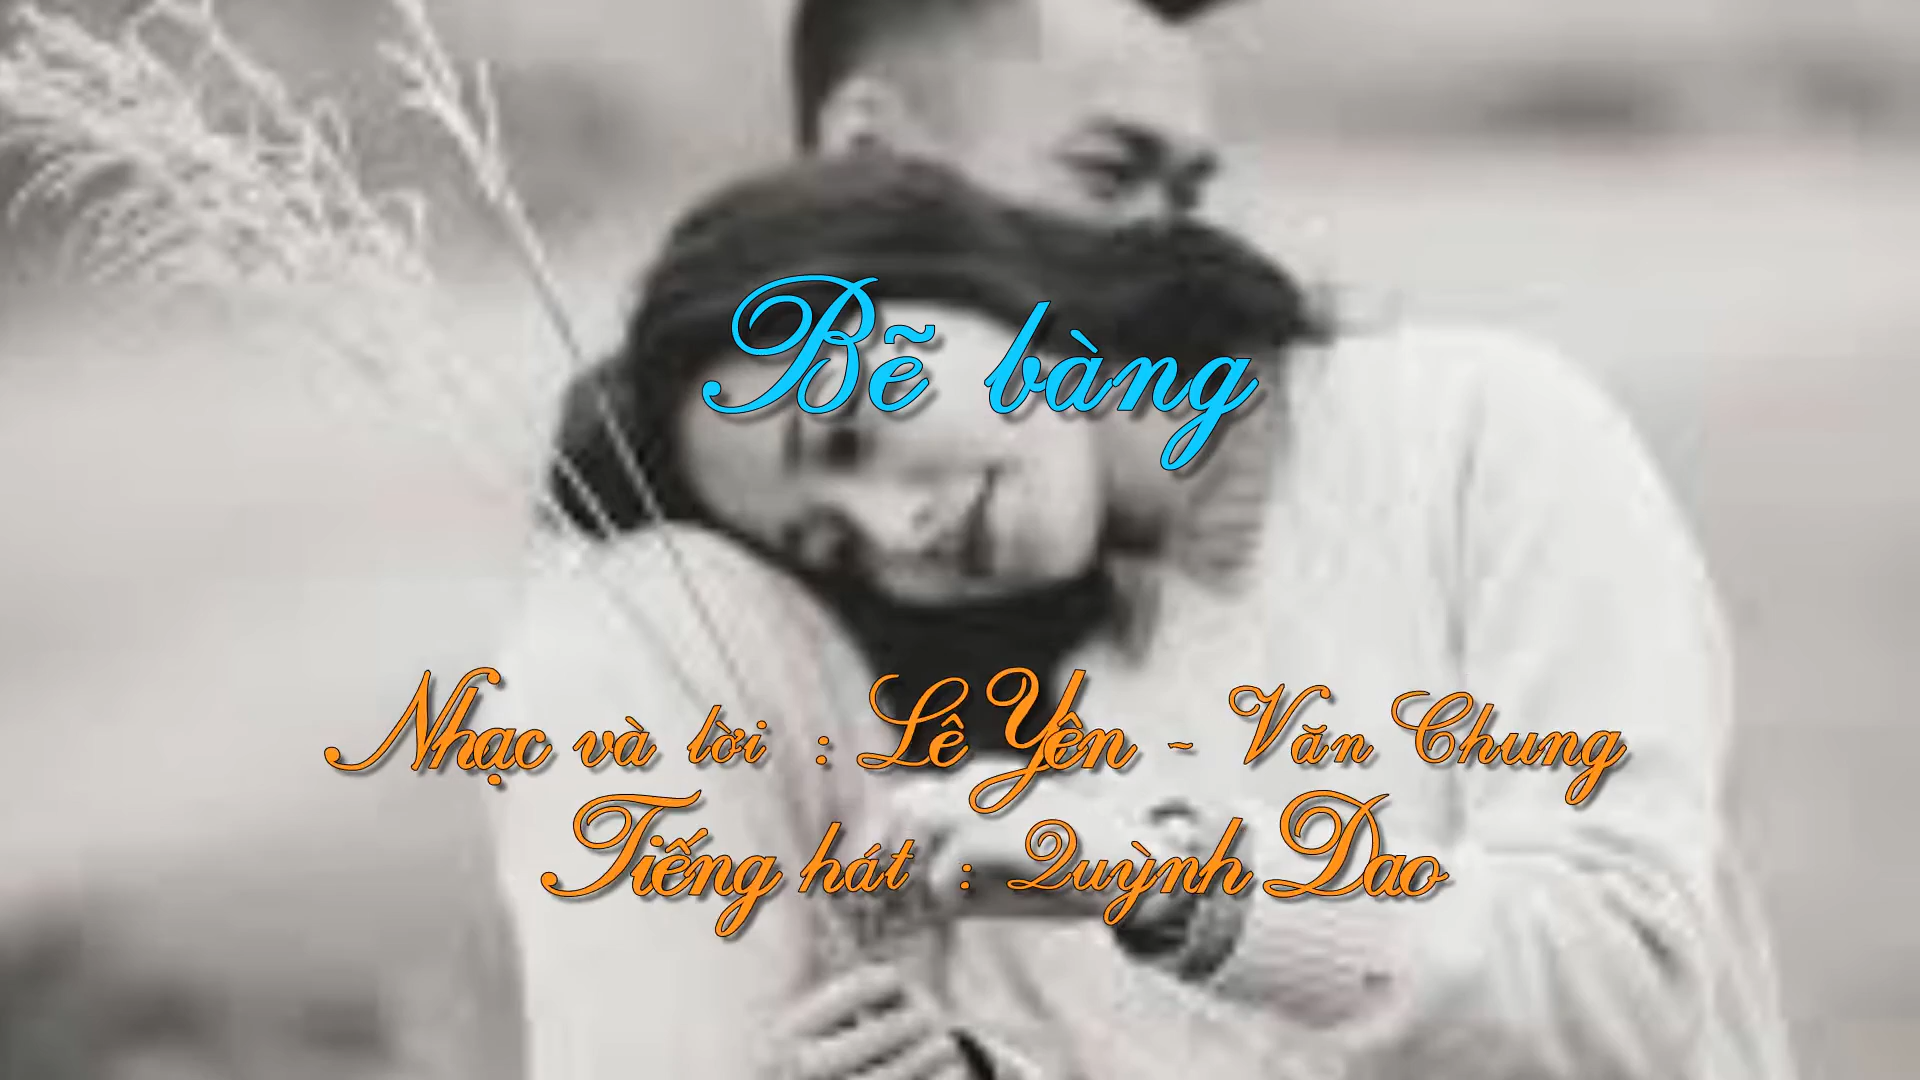 Bẽ bàng
Nhạc và lời : Lê Yên - Văn Chung
Tiếng hát : Quỳnh Dao